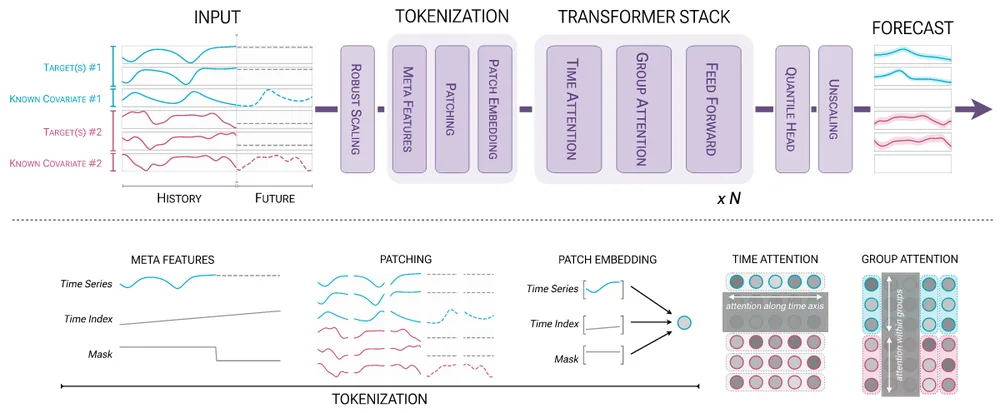 INPUT
TOKENIZATION
TRANSFORMER STACK
FORECAST
TARGET(S) #1
KNOWN COVARIATE #1
TARGET(S) #2
KNOWN COVARIATE #2
HISTORY
FUTURE
ROBUST SCALING
META FEATURES
PATCHING
PATCH EMBEDDING
TIME ATTENTION
GROUP ATTENTION
FEED FORWARD
x N
QUANTILE HEAD
UNSCALING
META FEATURES
Time Series
Time Index
Mask
PATCHING
PATCH EMBEDDING
Time Series
Time Index
Mask
TOKENIZATION
TIME ATTENTION
attention along time axis
GROUP ATTENTION
attention within groups